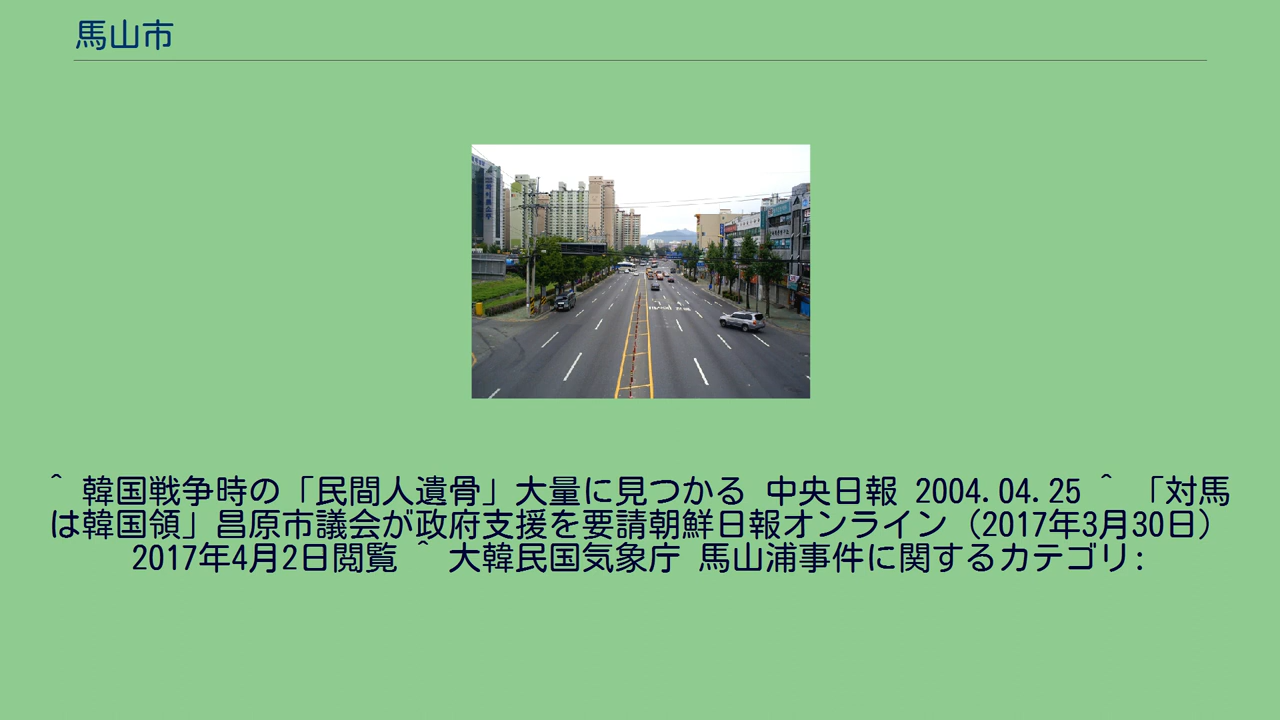 馬山市
^ 韓国戦争時の「民間人遺骨」大量に見つかる 中央日報 2004.04.25 ^ 「対馬
は韓国領」昌原市議会が政府支援を要請朝鮮日報オンライン（2017年3月30日）
2017年4月2日閲覧 ^ 大韓民国気象庁 馬山浦事件に関するカテゴリ: